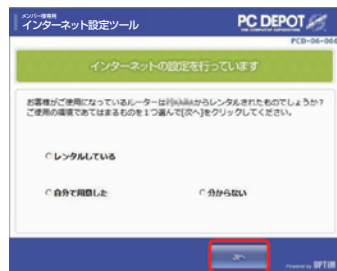 メンバー様専用
インターネット設定ツール
PC DEPOT
THE COMPUTER SUPERSTORE
PCD-06-066
インターネットの設定を行っています
お客様がご使用になっているルーターは からレンタルされたものでしょうか?
ご使用の環境であてはまるものを1つ選んで[次へ]をクリックしてください。
レンタルしている
自分で用意した
分からない
次へ
Powered by OPTiM